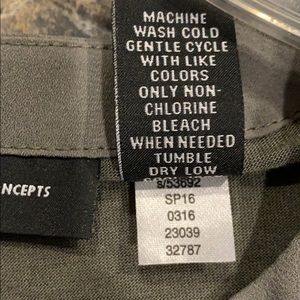 MACHINE
WASH COLD
GENTLE CYCLE
WITH LIKE
COLORS
ONLY NON-
CHLORINE
BLEACH
WHEN NEEDED
TUMBLE
DRY LOW
NCEPTS
SP16
0316
23039
32787